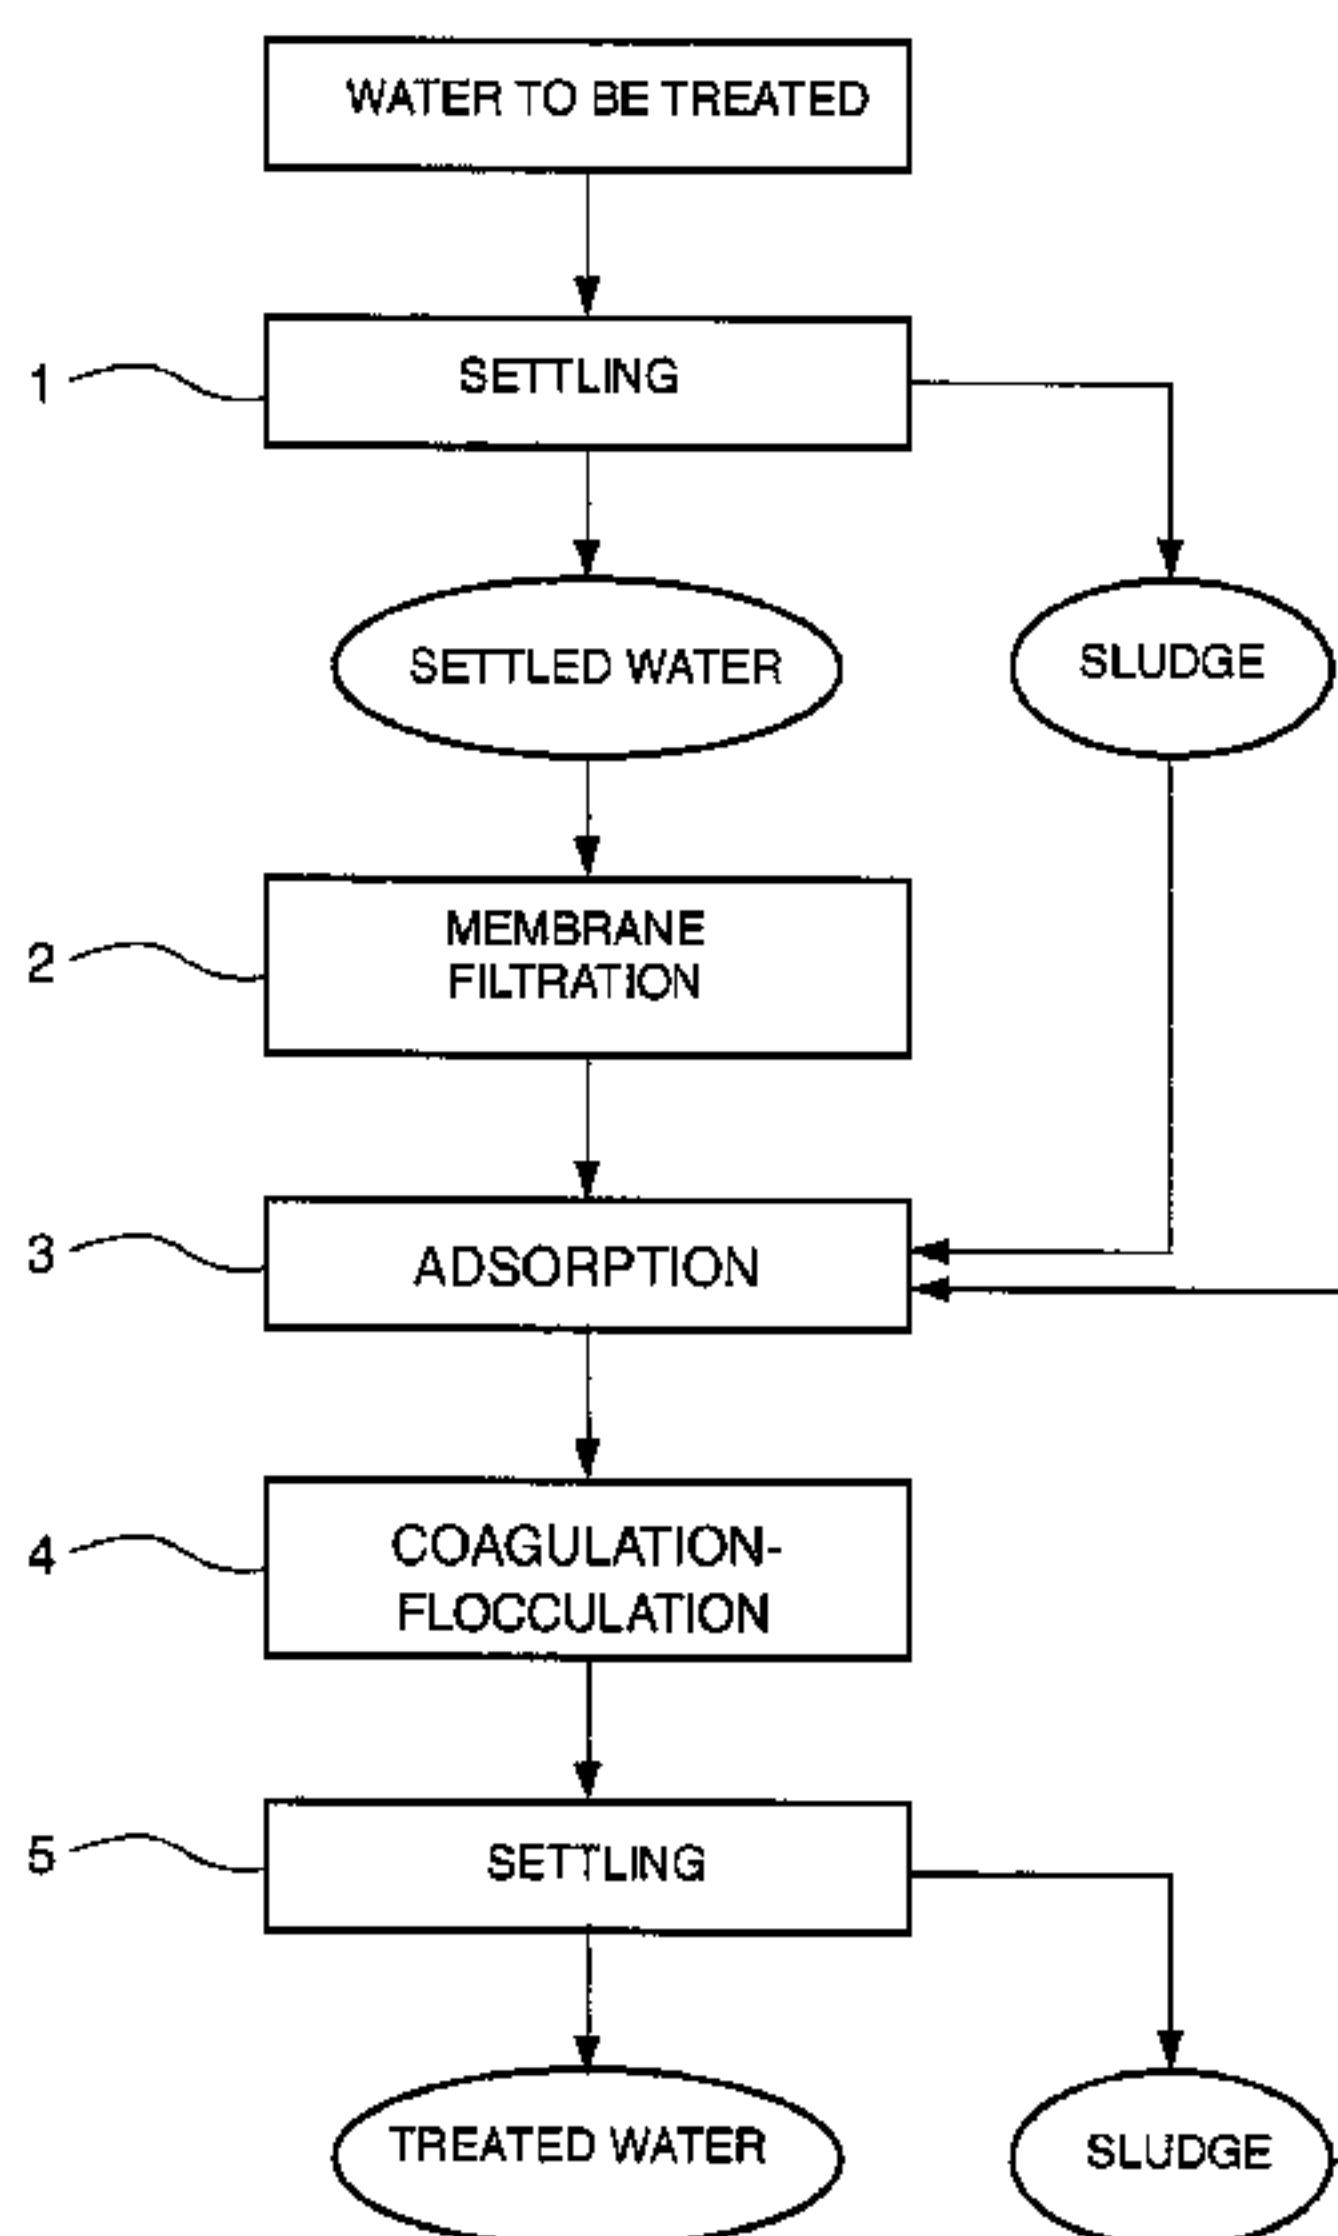 WATER TO BE TREATED
1
SETTLING
SETTLED WATER
SLUDGE
2
MEMBRANE
FILTRATION
3
ADSORPTION
4
COAGULATION-
FLOCCULATION
5
SETTLING
TREATED WATER
SLUDGE